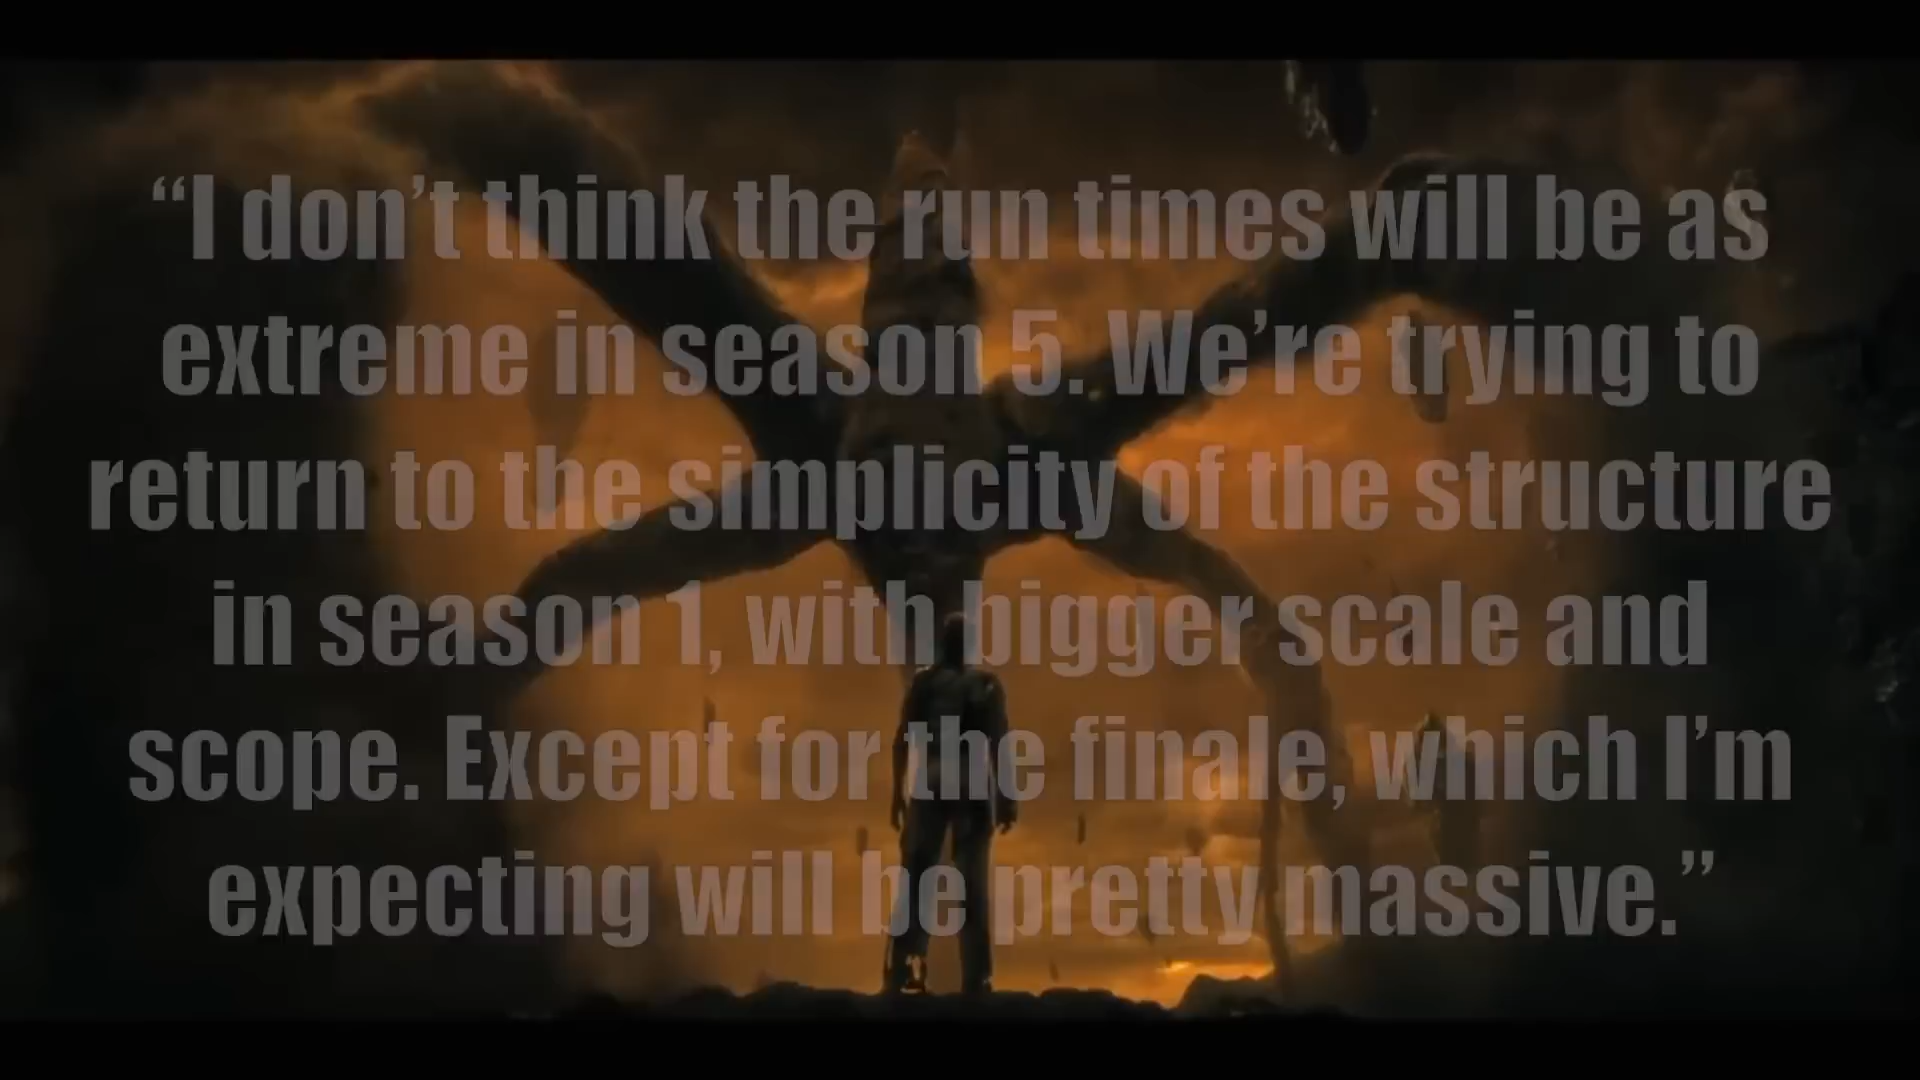 “I don’t think the run times will be as
extreme in season 5. We’re trying to
return to the simplicity of the structure
in season 1, with bigger scale and
scope. Except for the finale, which I’m
expecting will be pretty massive.”